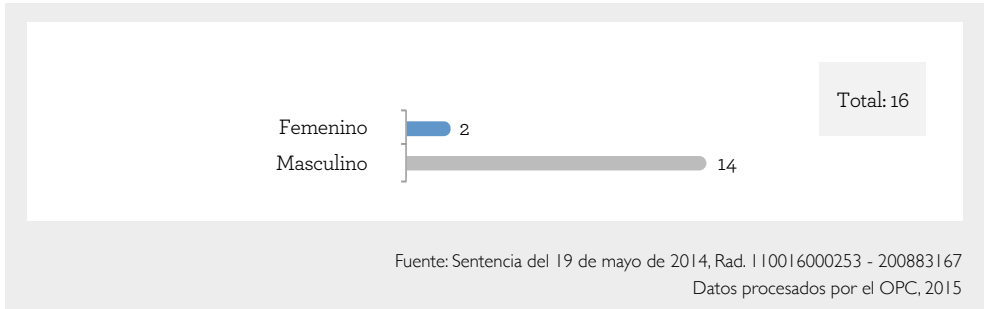 Total: 16
Femenino 2
Masculino 14
Fuente: Sentencia del 19 de mayo de 2014, Rad. 110016000253 - 200883167
Datos procesados por el OPC, 2015